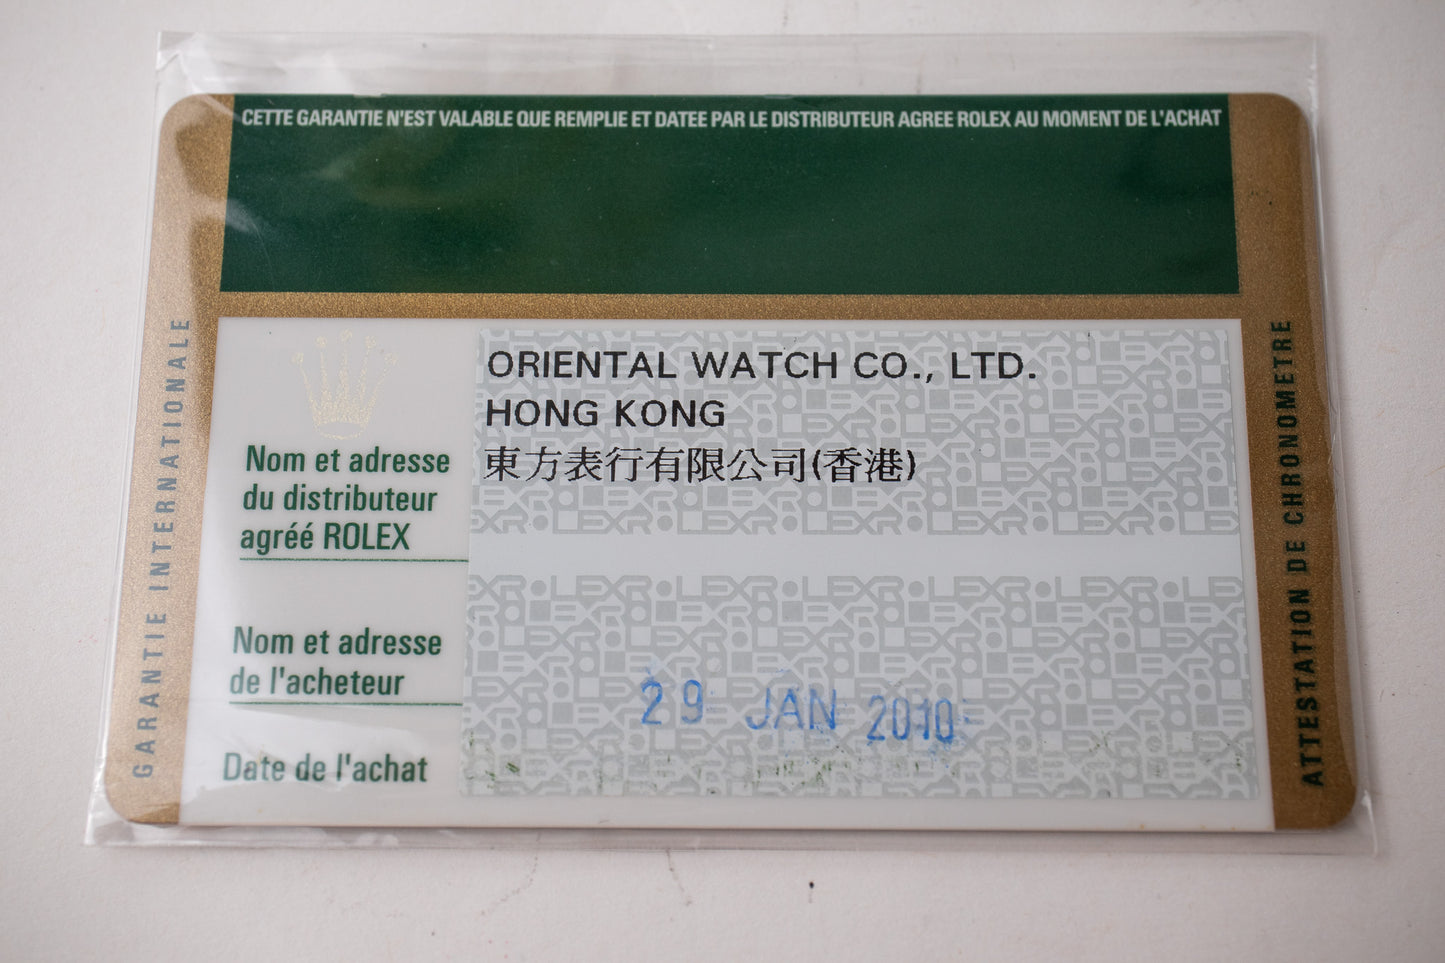 CETTE GARANTIE N'EST VALABLE QUE REMPLIE ET DATEE PAR LE DISTRIBUTEUR AGREE ROLEX AU MOMENT DE L'ACHAT
GARANTIE INTERNATIONALE
ORIENTAL WATCH CO., LTD.
HONG KONG
東方表行有限公司(香港)
Nom et adresse
du distributeur
agréé ROLEX
Nom et adresse
de l'acheteur
29 JAN 2010
Date de l'achat
ATTESTATION DE CHRONOMETRE